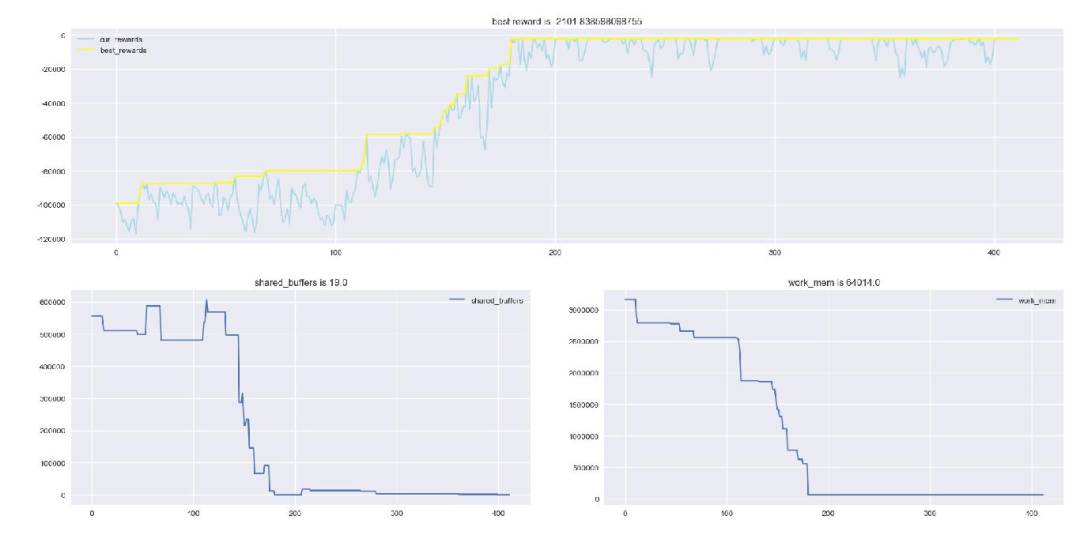 best reward is -2101.838598098755
cur_rewards
best_rewards
0
-20000
-40000
-60000
-80000
-100000
-120000
0 100 200 300 400
shared_buffers is 19.0 work_mem is 64014.0
shared_buffers
600000
500000
400000
300000
200000
100000
0
0 100 200 300 400
work_mem
3000000
2500000
2000000
1500000
1000000
500000
0
0 100 200 300 400